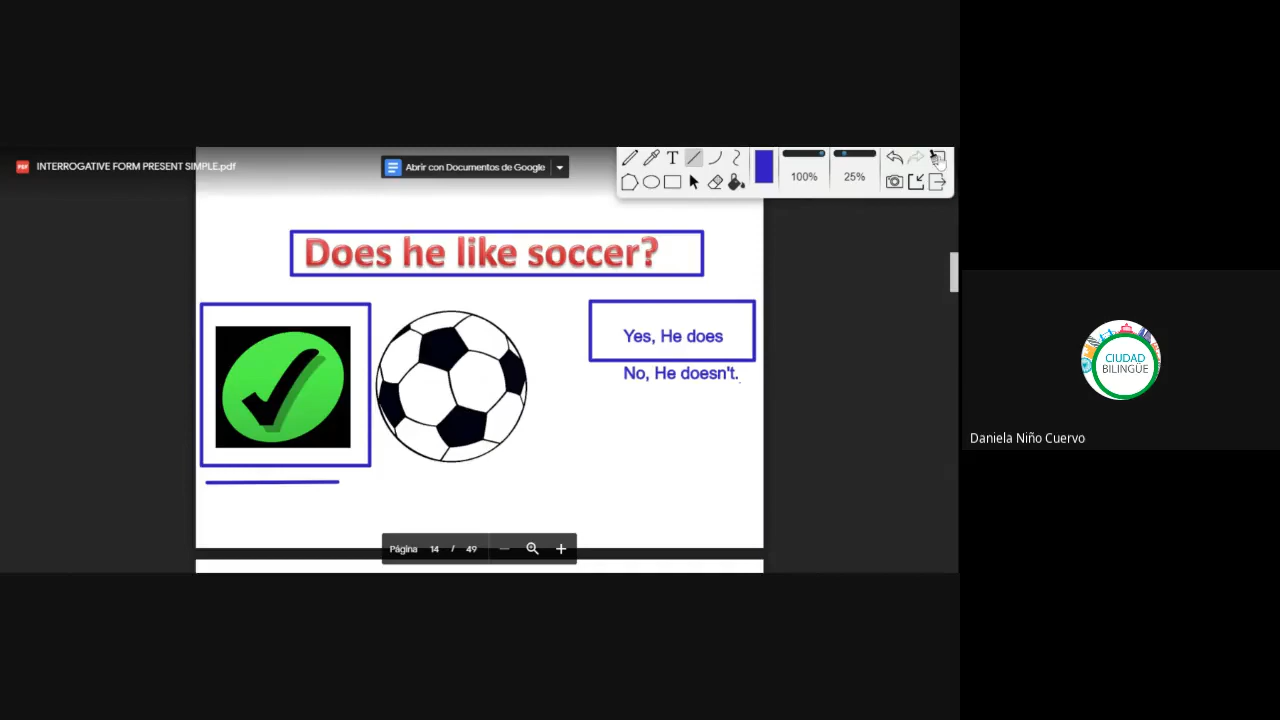 INTERROGATIVE FORM PRESENT SIMPLE.pdf
Abrir con Documentos de Google
T
100%
25%
Does he like soccer?
Yes, He does
No, He doesn't.
CIUDAD
BILINGÜE
Daniela Niño Cuervo
Página 14 / 49